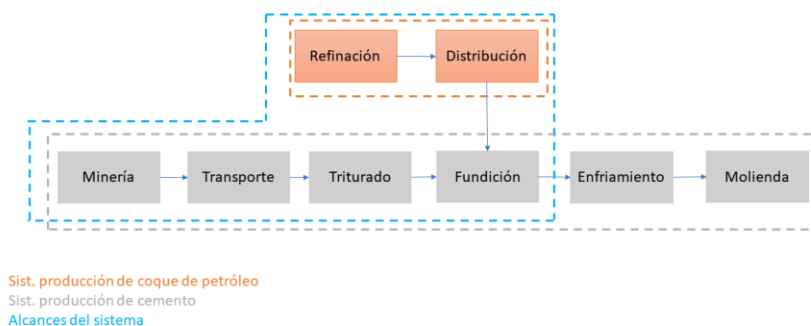 Refinación
Distribución
Minería
Transporte
Triturado
Fundición
Enfriamiento
Molienda
Sist. producción de coque de petróleo
Sist. producción de cemento
Alcances del sistema